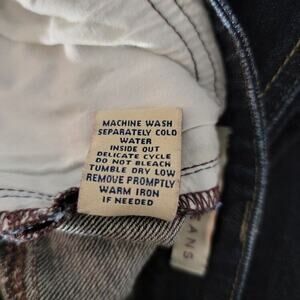 MACHINE WASH
SEPARATELY COLD
WATER
INSIDE OUT
DELICATE CYCLE
DO NOT BLEACH
TUMBLE DRY LOW
REMOVE PROMPTLY
WARM IRON
IF NEEDED
ANS